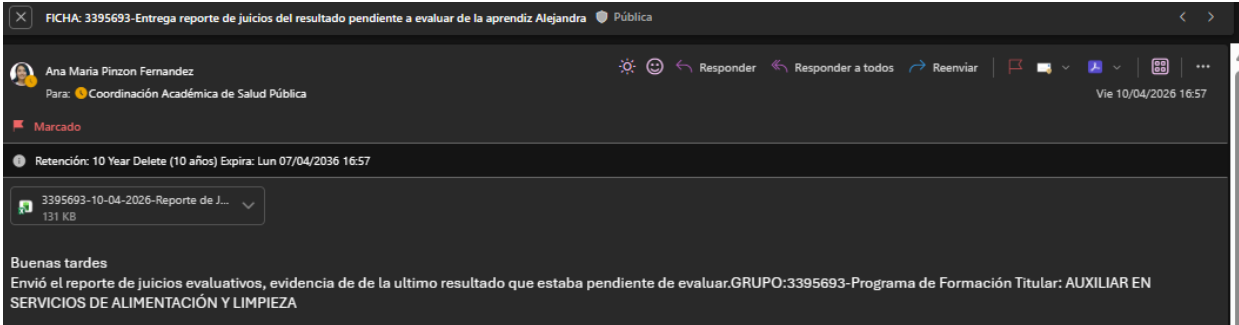 FICHA: 3395693-Entrega reporte de juicios del resultado pendiente a evaluar de la aprendiz Alejandra Pública
Ana Maria Pinzon Fernandez
Responder Responder a todos Reenviar
Para: Coordinación Académica de Salud Pública
Vie 10/04/2026 16:57
Marcado
Retención: 10 Year Delete (10 años) Expira: Lun 07/04/2036 16:57
3395693-10-04-2026-Reporte de J...
131 KB
Buenas tardes
Envió el reporte de juicios evaluativos, evidencia de de la ultimo resultado que estaba pendiente de evaluar.GRUPO:3395693-Programa de Formación Titular: AUXILIAR EN
SERVICIOS DE ALIMENTACIÓN Y LIMPIEZA